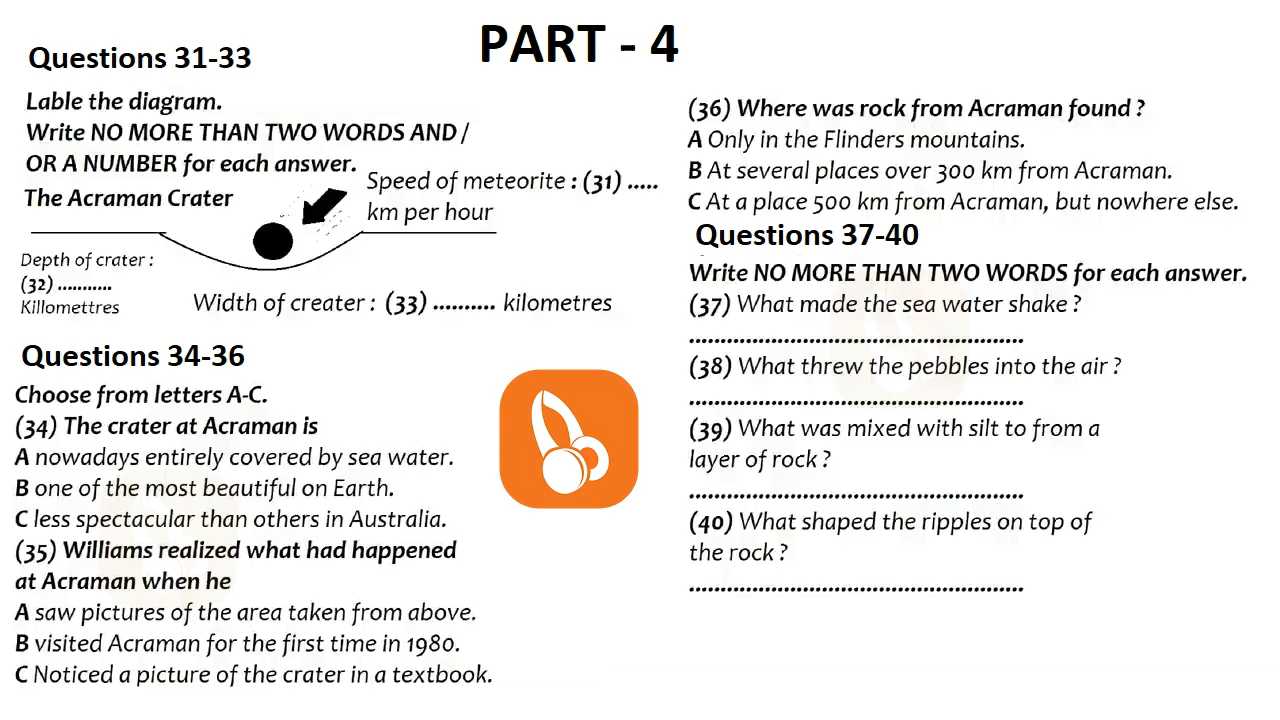 PART - 4
Questions 31-33
Lable the diagram.
Write NO MORE THAN TWO WORDS AND /
OR A NUMBER for each answer.
The Acraman Crater
Speed of meteorite : (31) .....
km per hour
Depth of crater :
(32) ...........
Killomettres
Width of creater : (33) .......... kilometres
Questions 34-36
Choose from letters A-C.
(34) The crater at Acraman is
A nowadays entirely covered by sea water.
B one of the most beautiful on Earth.
C less spectacular than others in Australia.
(35) Williams realized what had happened
at Acraman when he
A saw pictures of the area taken from above.
B visited Acraman for the first time in 1980.
C Noticed a picture of the crater in a textbook.
(36) Where was rock from Acraman found ?
A Only in the Flinders mountains.
B At several places over 300 km from Acraman.
C At a place 500 km from Acraman, but nowhere else.
Questions 37-40
Write NO MORE THAN TWO WORDS for each answer.
(37) What made the sea water shake ?
.....................................................
(38) What threw the pebbles into the air ?
.....................................................
(39) What was mixed with silt to from a
layer of rock ?
.....................................................
(40) What shaped the ripples on top of
the rock ?
.....................................................